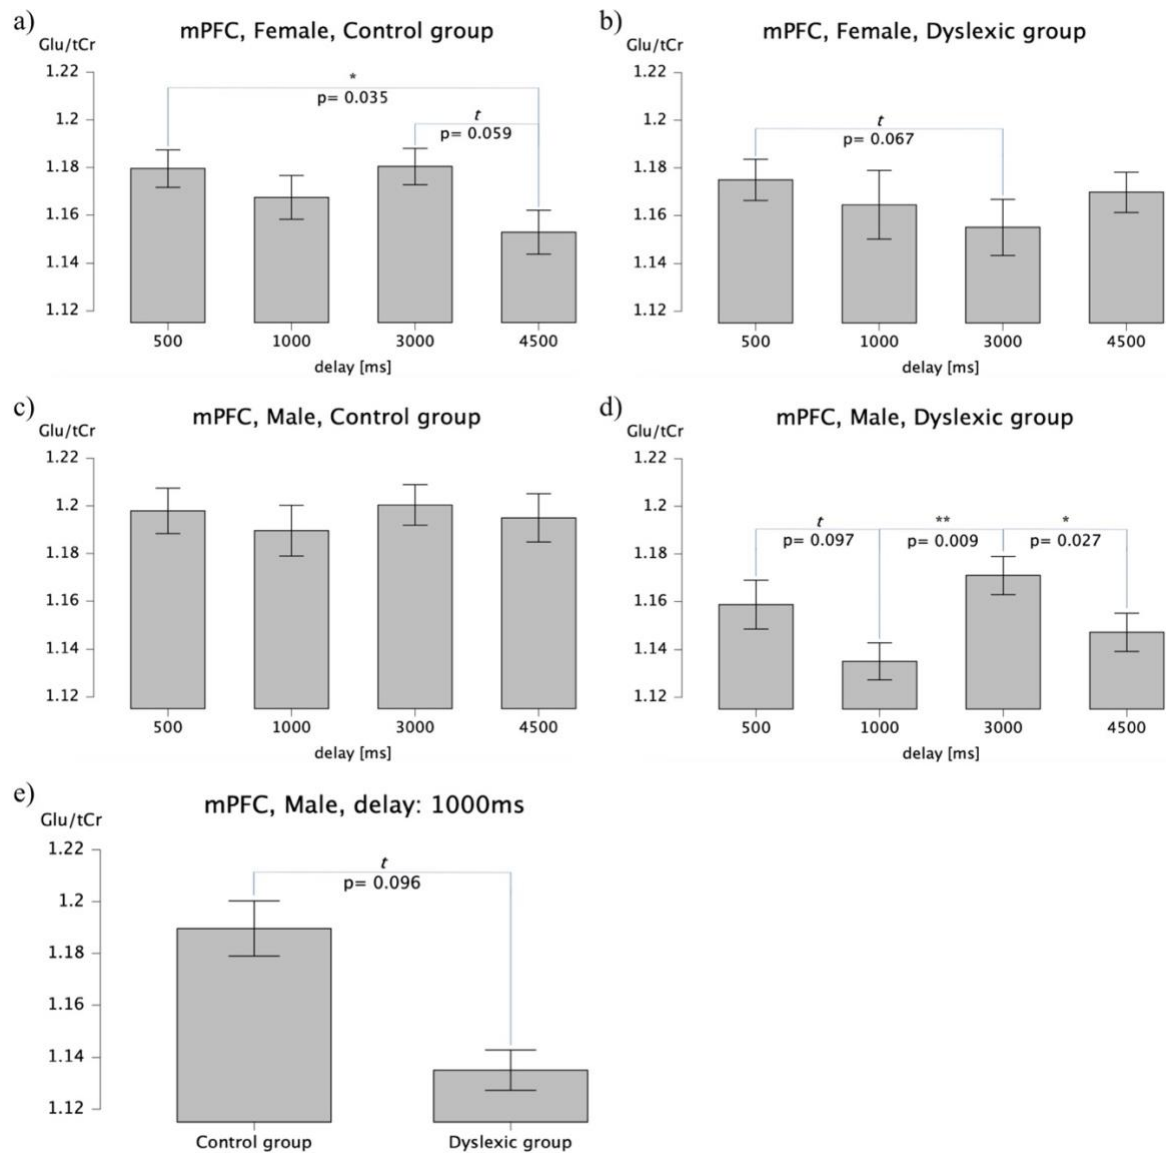 a)
mPFC, Female, Control group
Glu/tCr
1.22
1.2
1.18
1.16
1.14
1.12
*
p= 0.035
t
p= 0.059
500 1000 3000 4500
delay [ms]
b)
mPFC, Female, Dyslexic group
Glu/tCr
1.22
1.2
1.18
1.16
1.14
1.12
t
p= 0.067
500 1000 3000 4500
delay [ms]
c)
mPFC, Male, Control group
Glu/tCr
1.22
1.2
1.18
1.16
1.14
1.12
500 1000 3000 4500
delay [ms]
d)
mPFC, Male, Dyslexic group
Glu/tCr
1.22
1.2
1.18
1.16
1.14
1.12
t ** *
p= 0.097 p= 0.009 p= 0.027
500 1000 3000 4500
delay [ms]
e)
mPFC, Male, delay: 1000ms
Glu/tCr
1.22
1.2
1.18
1.16
1.14
1.12
t
p= 0.096
Control group Dyslexic group